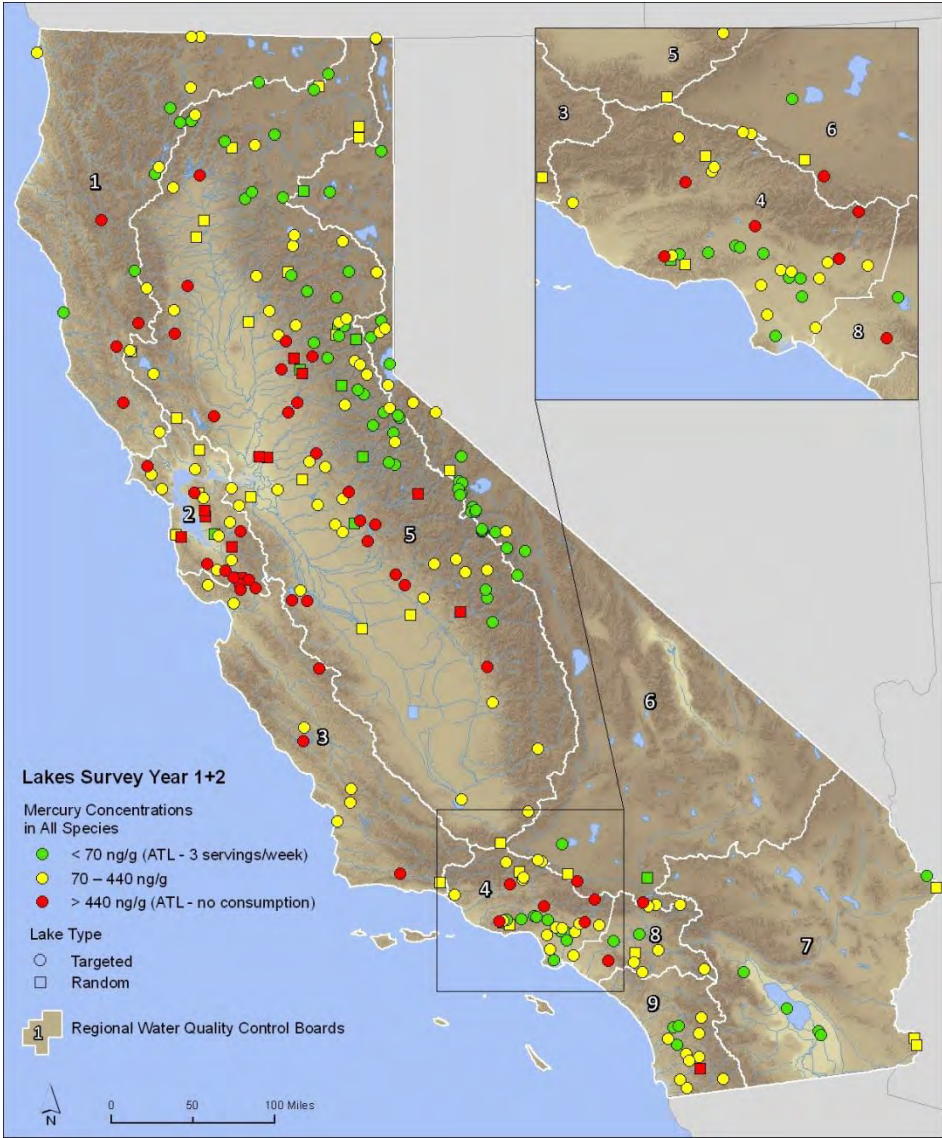 5
3
6
4
8
1
2
5
3
6
4
8
7
9
Lakes Survey Year 1+2
Mercury Concentrations
in All Species
< 70 ng/g (ATL - 3 servings/week)
70 – 440 ng/g
> 440 ng/g (ATL - no consumption)
Lake Type
Targeted
Random
1 Regional Water Quality Control Boards
N
0 50 100 Miles